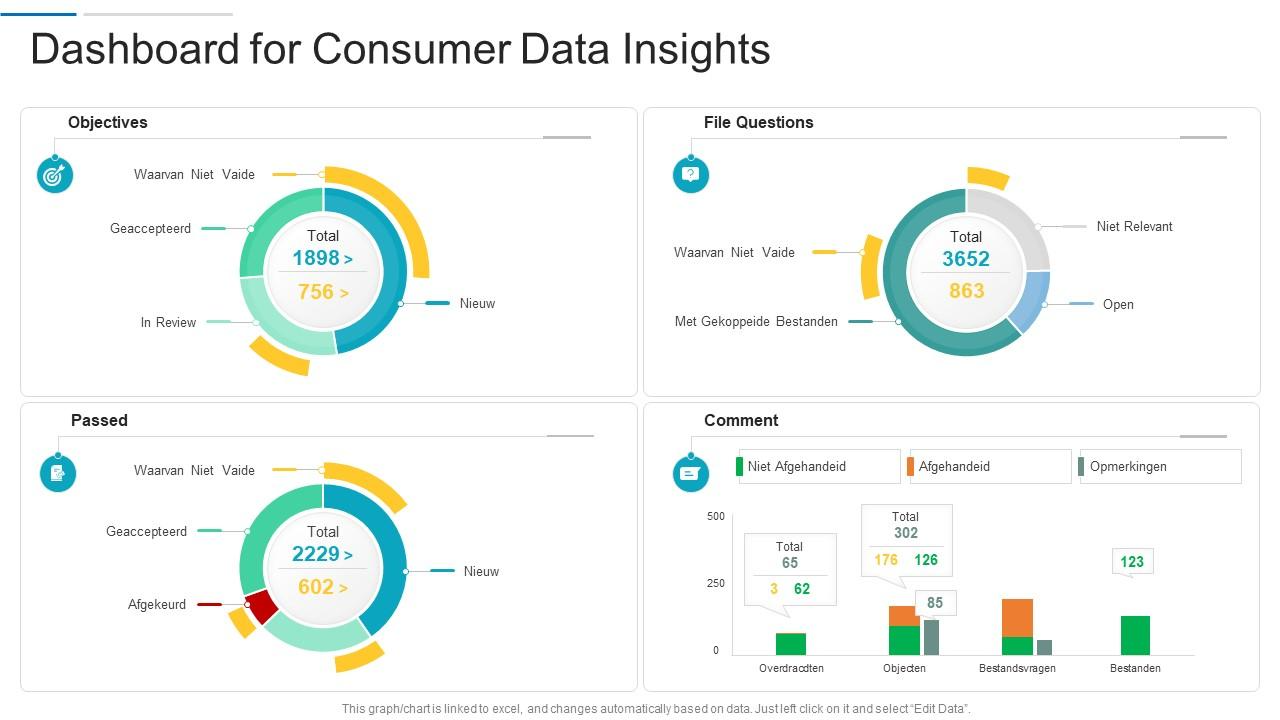 Dashboard for Consumer Data Insights
Objectives
Waarvan Niet Vaide
Geaccepteerd
In Review
Nieuw
Total
1898 >
756 >
File Questions
Waarvan Niet Vaide
Met Gekoppeide Bestanden
Niet Relevant
Open
Total
3652
863
Passed
Waarvan Niet Vaide
Geaccepteerd
Afgekeurd
Nieuw
Total
2229 >
602 >
Comment
Niet Afgehandeid
Afgehandeid
Opmerkingen
500
250
0
Total
65
3 62
Total
302
176 126
85
123
Overdracdten
Objecten
Bestandsvragen
Bestanden
This graph/chart is linked to excel, and changes automatically based on data. Just left click on it and select “Edit Data”.